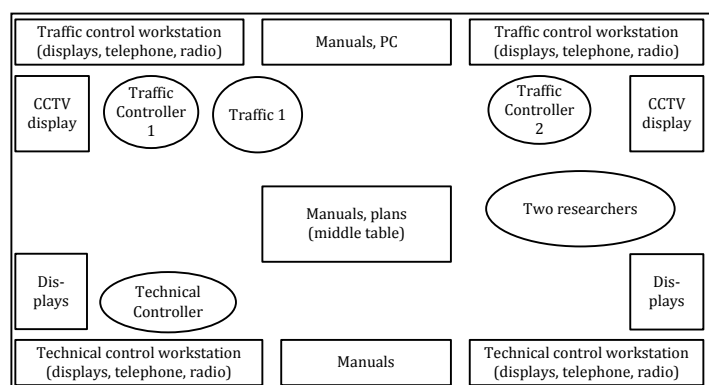 Traffic control workstation
(displays, telephone, radio)
Manuals, PC
Traffic control workstation
(displays, telephone, radio)
CCTV
display
Traffic
Controller
1
Traffic 1
Traffic
Controller
2
CCTV
display
Manuals, plans
(middle table)
Two researchers
Dis-
plays
Technical
Controller
Dis-
plays
Technical control workstation
(displays, telephone, radio)
Manuals
Technical control workstation
(displays, telephone, radio)